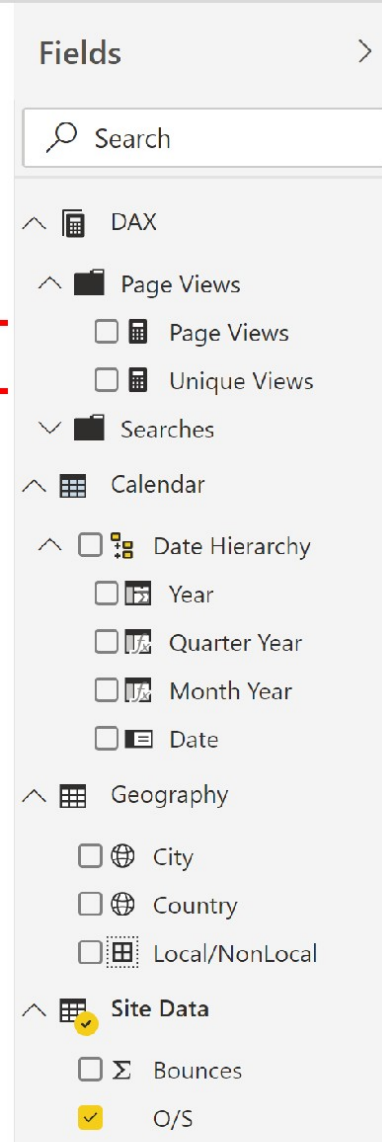 Fields
Search
DAX
Page Views
Page Views
Unique Views
Searches
Calendar
Date Hierarchy
Year
Quarter Year
Month Year
Date
Geography
City
Country
Local/NonLocal
Site Data
Σ Bounces
O/S